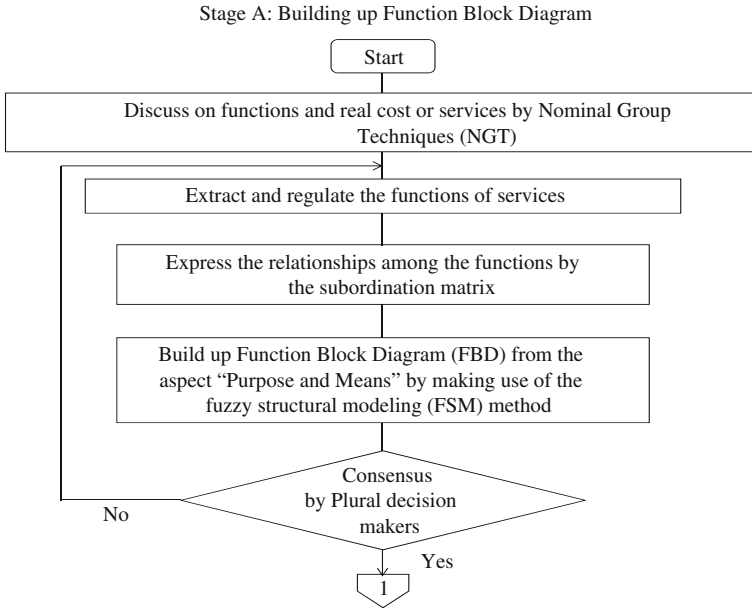 Stage A: Building up Function Block Diagram
Start
Discuss on functions and real cost or services by Nominal Group
Techniques (NGT)
Extract and regulate the functions of services
Express the relationships among the functions by
the subordination matrix
Build up Function Block Diagram (FBD) from the
aspect “Purpose and Means” by making use of the
fuzzy structural modeling (FSM) method
Consensus
by Plural decision
makers
No
Yes
1